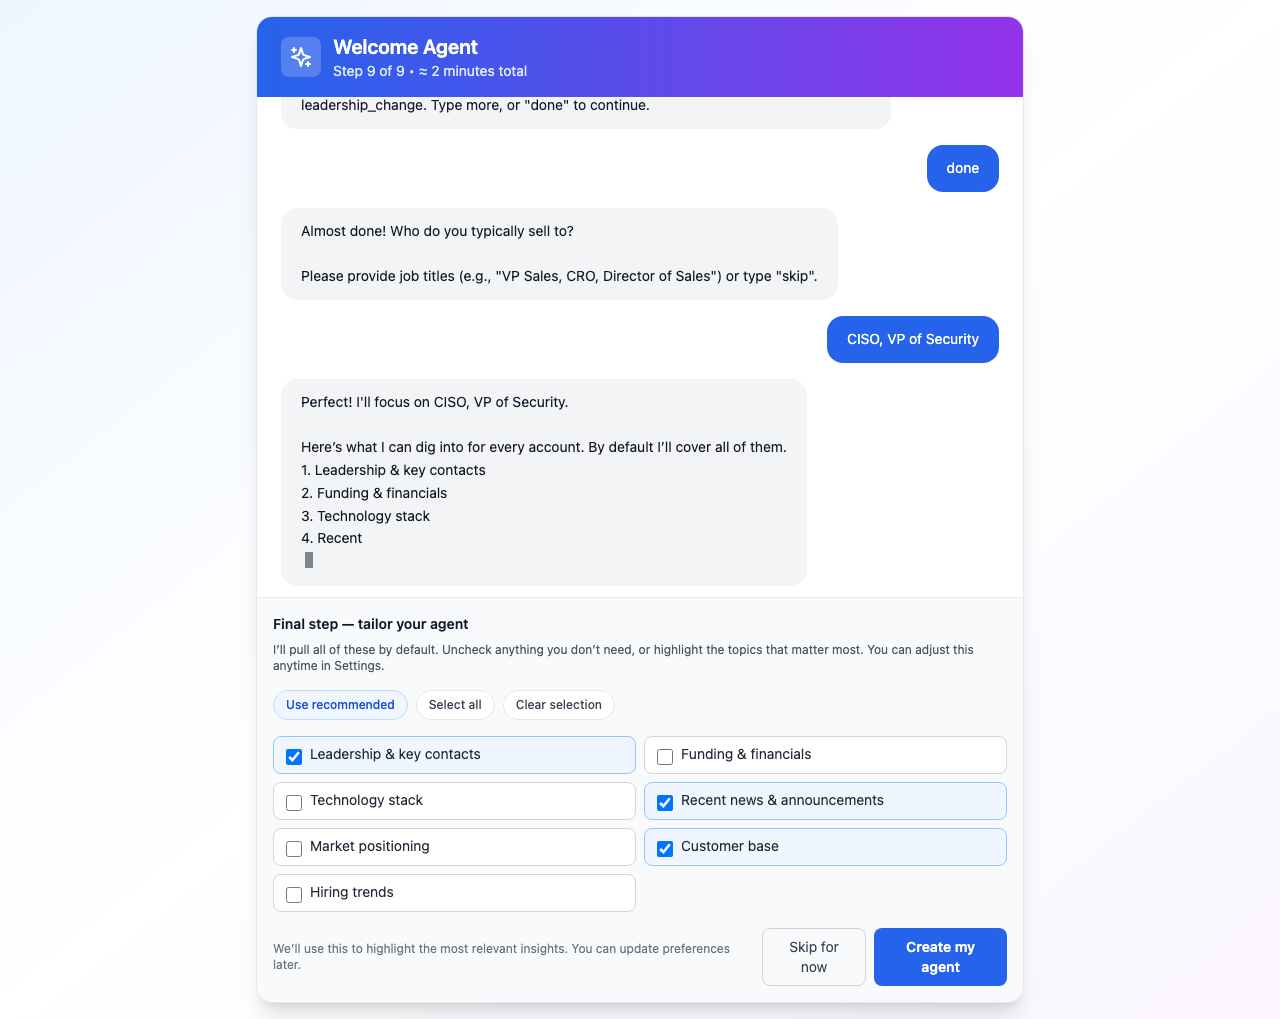 Welcome Agent
Step 9 of 9 • ≈ 2 minutes total
leadership_change. Type more, or "done" to continue.
done
Almost done! Who do you typically sell to?
Please provide job titles (e.g., "VP Sales, CRO, Director of Sales") or type "skip".
CISO, VP of Security
Perfect! I'll focus on CISO, VP of Security.
Here’s what I can dig into for every account. By default I’ll cover all of them.
1. Leadership & key contacts
2. Funding & financials
3. Technology stack
4. Recent
Final step — tailor your agent
I’ll pull all of these by default. Uncheck anything you don’t need, or highlight the topics that matter most. You can adjust this
anytime in Settings.
Use recommended
Select all
Clear selection
Leadership & key contacts
Funding & financials
Technology stack
Recent news & announcements
Market positioning
Customer base
Hiring trends
We’ll use this to highlight the most relevant insights. You can update preferences
later.
Skip for
now
Create my
agent